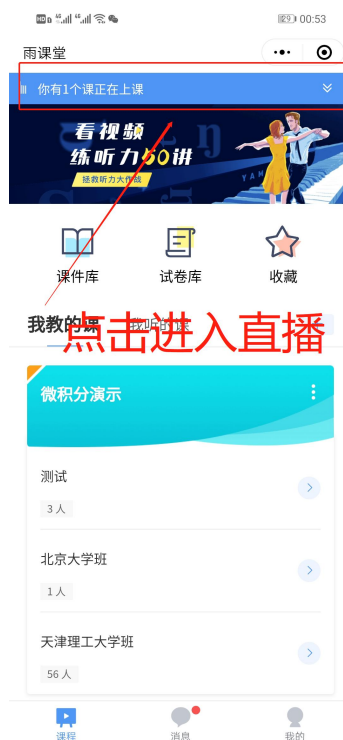 00:53
雨课堂
你有1个课正在上课
看视频
练听力50讲
拯救听力大作战
YAM
课件库
试卷库
收藏
我教的课
我听的课
点击进入直播
微积分演示
测试
3人
北京大学班
1人
天津理工大学班
56人
课程
消息
我的